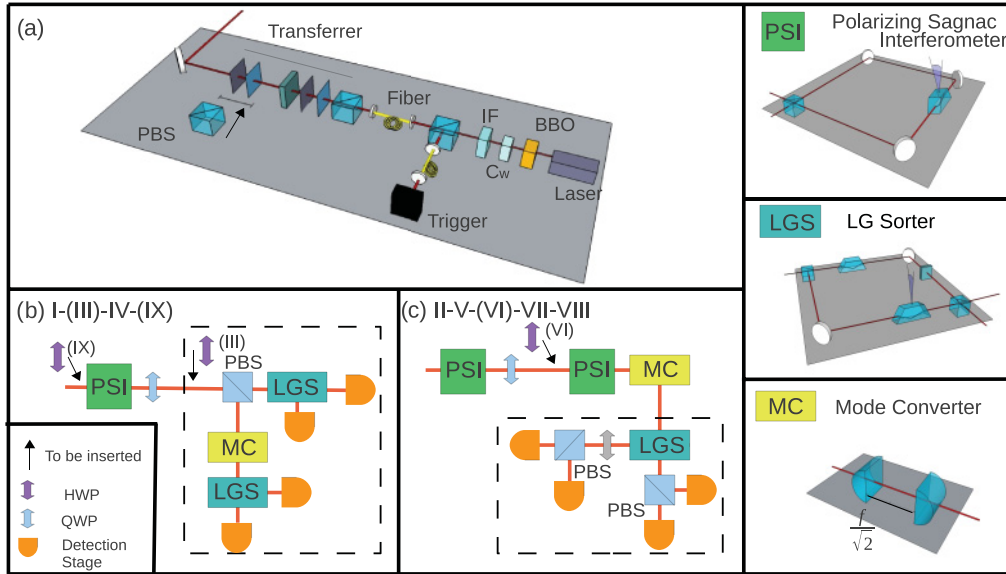 (a)
Transferrer
PBS
Fiber
IF
Cw
BBO
Laser
Trigger
PSI
Polarizing Sagnac
Interferometer
LGS
LG Sorter
MC
Mode Converter
f
√2
(b) I-(III)-IV-(IX)
(IX)
(III)
PBS
PSI
LGS
MC
LGS
To be inserted
HWP
QWP
Detection
Stage
(c) II-V-(VI)-VII-VIII
(VI)
PSI
PSI
MC
LGS
PBS
PBS